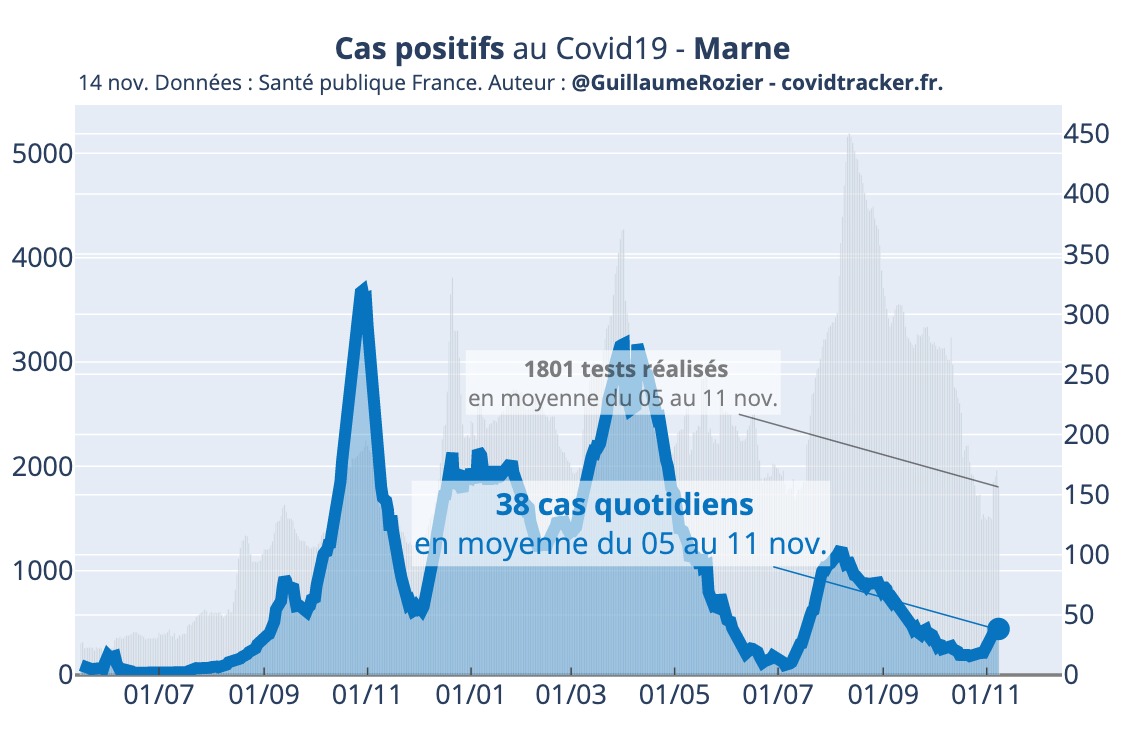 Cas positifs au Covid19 - Marne
14 nov. Données : Santé publique France. Auteur : @GuillaumeRozier - covidtracker.fr.
5000
4000
3000
2000
1000
0
450
400
350
300
250
200
150
100
50
0
1801 tests réalisés
en moyenne du 05 au 11 nov.
38 cas quotidiens
en moyenne du 05 au 11 nov.
01/07 01/09 01/11 01/01 01/03 01/05 01/07 01/09 01/11